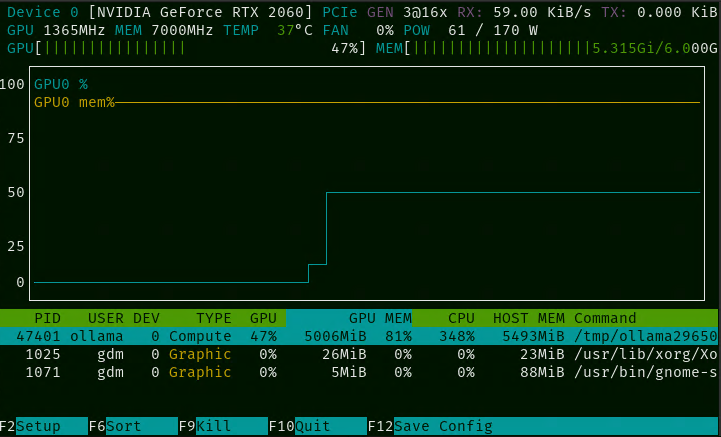 Device 0 [NVIDIA GeForce RTX 2060] PCIe GEN 3@16x RX: 59.00 KiB/s TX: 0.000 KiB
GPU 1365MHz MEM 7000MHz TEMP 37°C FAN 0% POW 61 / 170 W
GPU[||||||||||||||||| 47%] MEM[||||||||||||||||||||5.315Gi/6.000G
100 GPU0 %
GPU0 mem%
75
50
25
0
PID USER DEV TYPE GPU GPU MEM CPU HOST MEM Command
47401 ollama 0 Compute 47% 5006MiB 81% 348% 5493MiB /tmp/ollama29650
1025 gdm 0 Graphic 0% 26MiB 0% 0% 23MiB /usr/lib/xorg/Xo
1071 gdm 0 Graphic 0% 5MiB 0% 0% 88MiB /usr/bin/gnome-s
F2Setup F6Sort F9Kill F10Quit F12Save Config